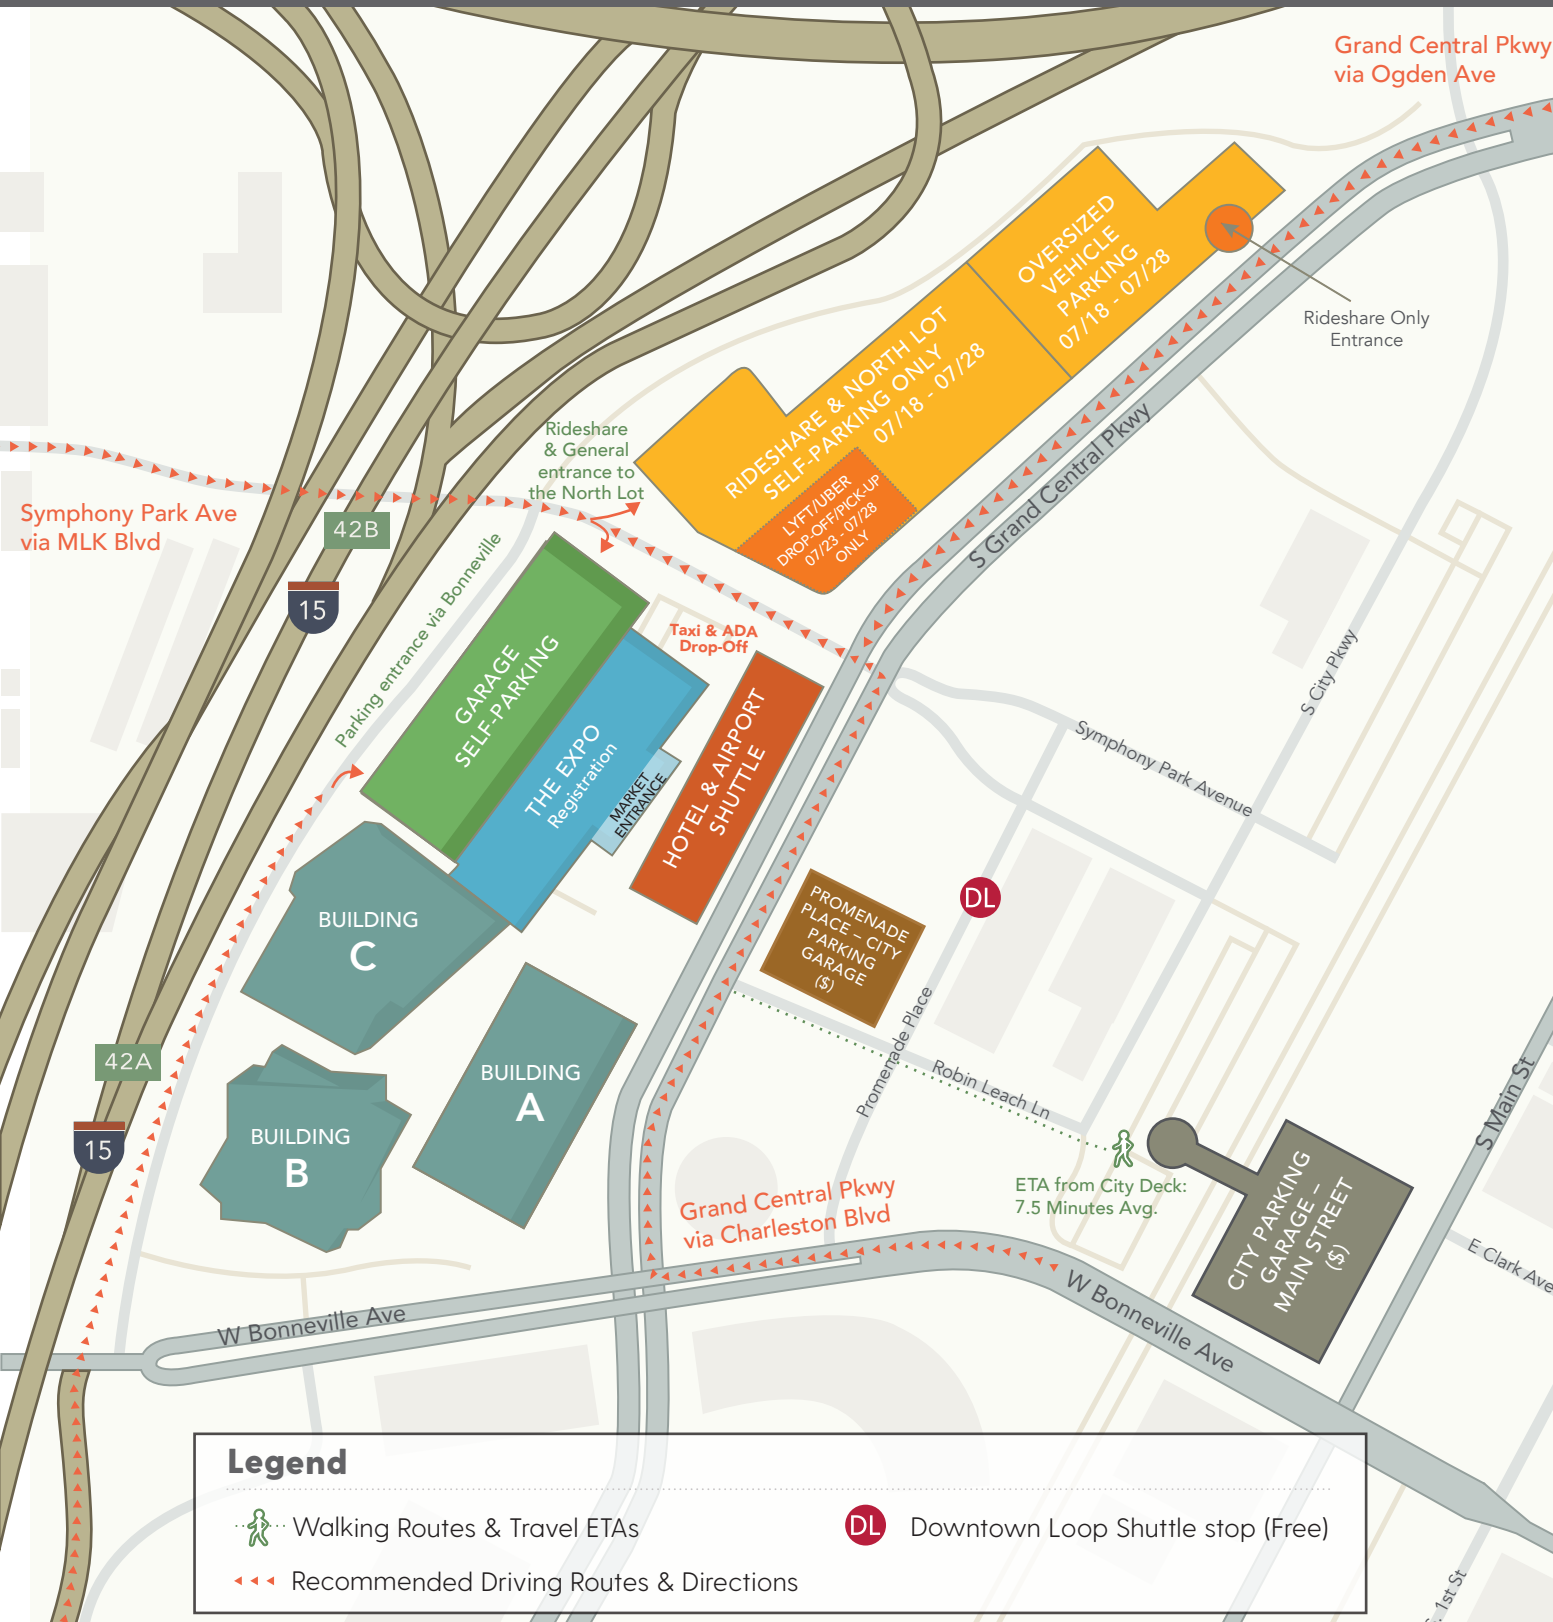 Grand Central Pkwy
via Ogden Ave
OVERSIZED
VEHICLE
PARKING
07/18 - 07/28
Rideshare Only
Entrance
RIDESHARE & NORTH LOT
SELF-PARKING ONLY
07/18 - 07/28
LYFT/UBER
DROP-OFF/PICK-UP
07/23 - 07/28
ONLY
S Grand Central Pkwy
Rideshare
& General
entrance to
the North Lot
Symphony Park Ave
via MLK Blvd
42B
15
Parking entrance via Bonneville
GARAGE
SELF-PARKING
Taxi & ADA
Drop-Off
THE EXPO
Registration
MARKET
ENTRANCE
HOTEL & AIRPORT
SHUTTLE
S City Pkwy
Symphony Park Avenue
DL
PROMENADE
PLACE – CITY
PARKING
GARAGE
($)
BUILDING
C
Promenade Place
Robin Leach Ln
42A
15
BUILDING
A
BUILDING
B
ETA from City Deck:
7.5 Minutes Avg.
CITY PARKING
GARAGE –
MAIN STREET
($)
S Main St
E Clark Ave
Grand Central Pkwy
via Charleston Blvd
W Bonneville Ave
W Bonneville Ave
Legend
Walking Routes & Travel ETAs
DL
Downtown Loop Shuttle stop (Free)
Recommended Driving Routes & Directions
1st St